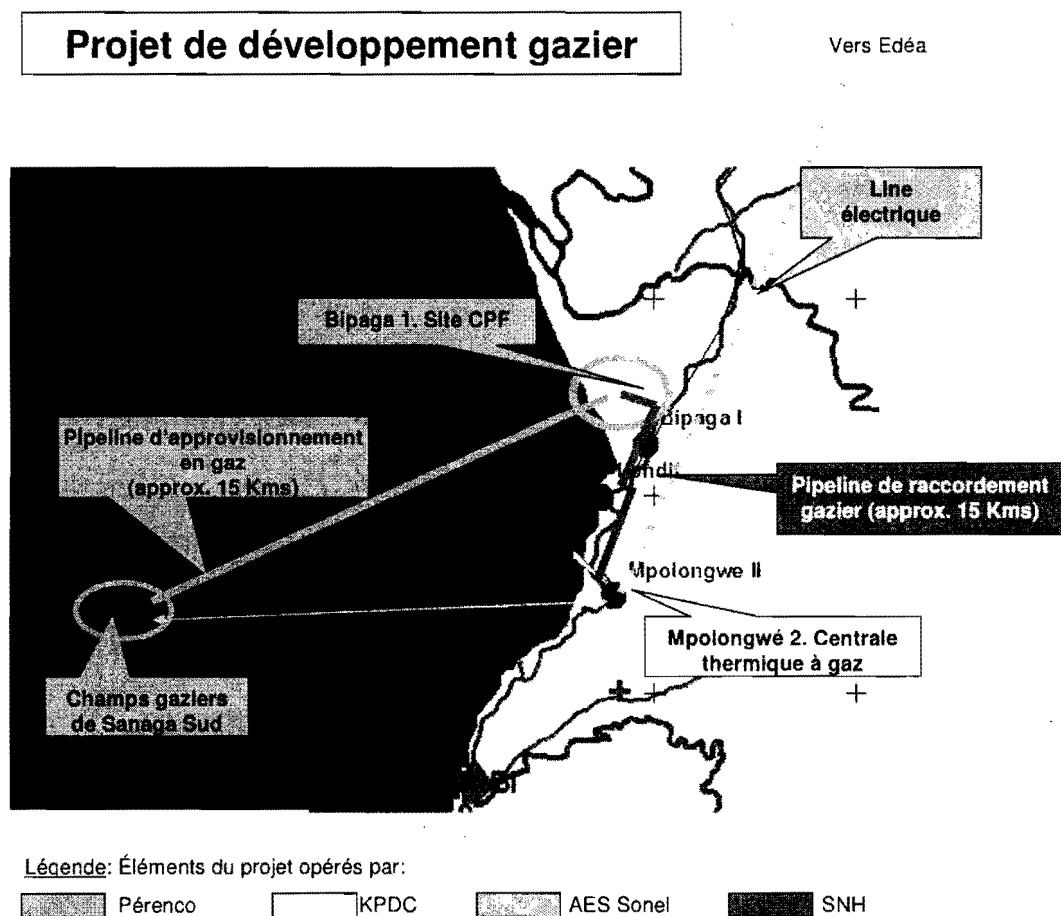 Projet de développement gazier
Vers Edéa
Line
électrique
Bipaga 1. Site CPF
Bipaga I
Pipeline d'approvisionnement
en gaz
(approx. 15 Kms)
Pipeline de raccordement
gazier (approx. 15 Kms)
Mpolongwe II
Mpolongwé 2. Centrale
thermique à gaz
Champs gaziers
de Sanaga Sud
Légende: Éléments du projet opérés par:
Pérenco
KPDC
AES Sonel
SNH